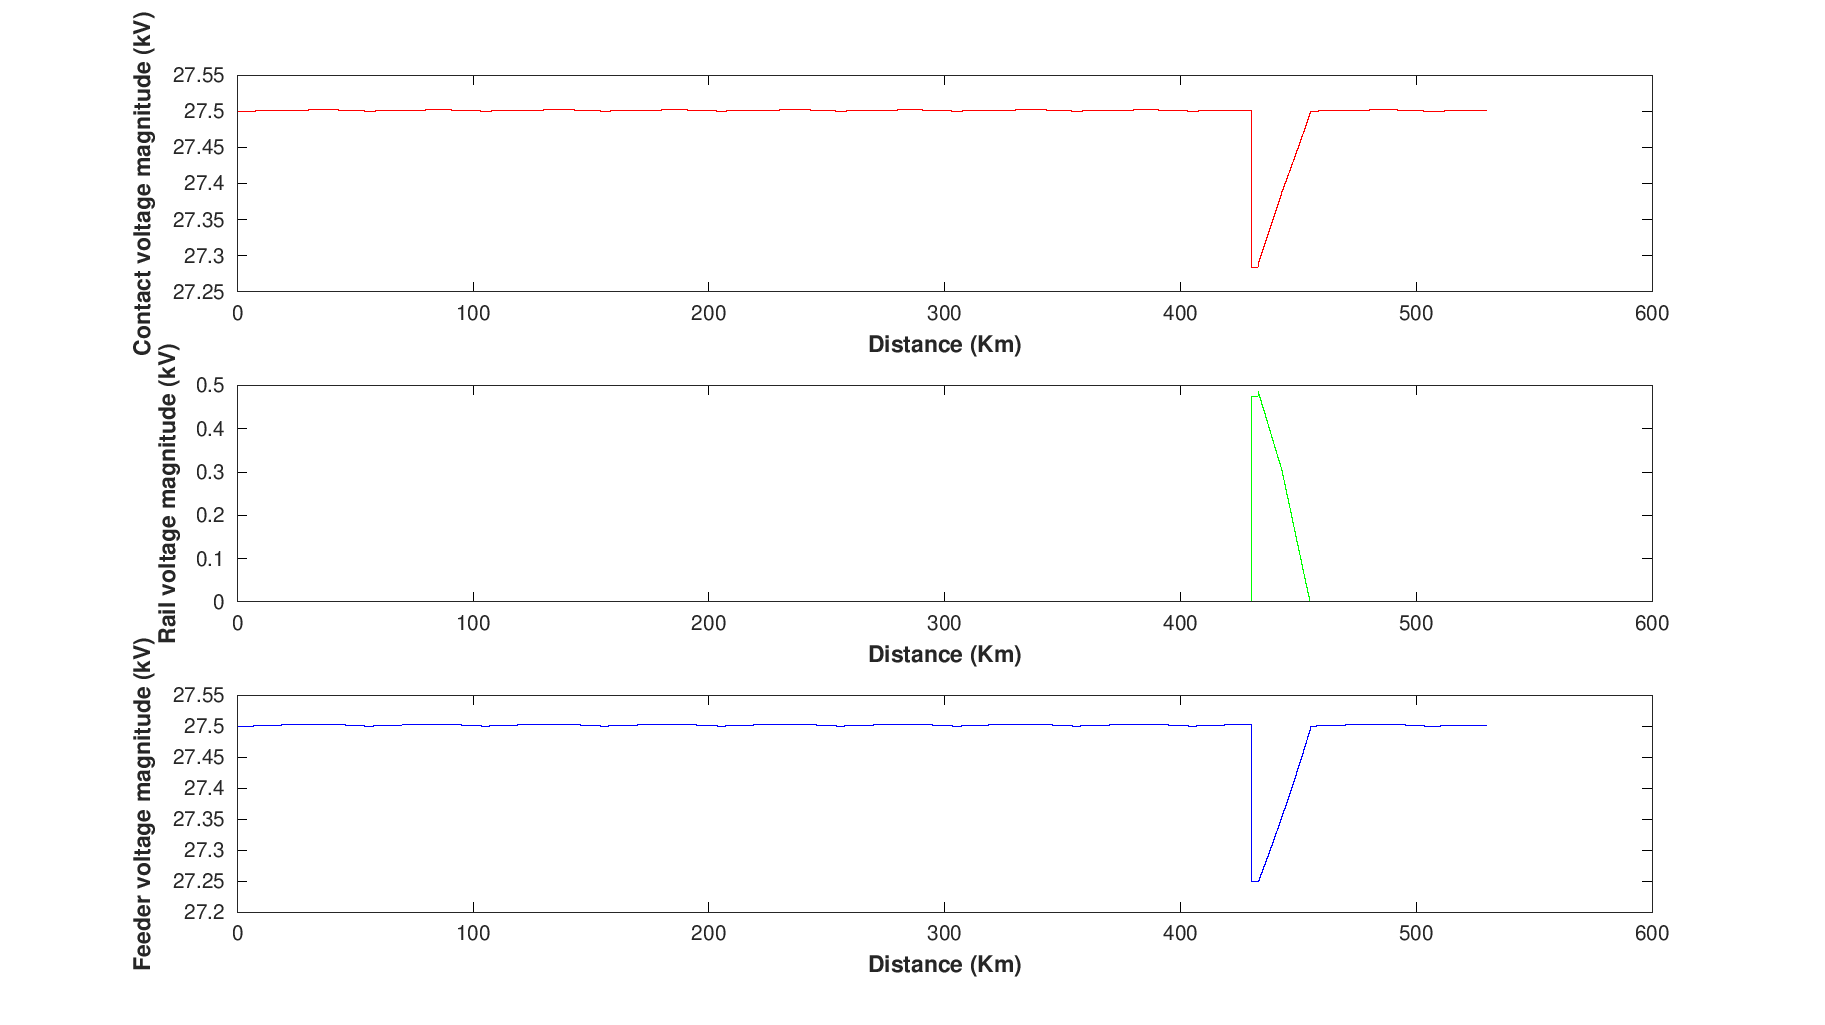 Contact voltage magnitude (kV)
27.55
27.5
27.45
27.4
27.35
27.3
27.25
0 100 200 300 400 500 600
Distance (Km)
Rail voltage magnitude (kV)
0.5
0.4
0.3
0.2
0.1
0
0 100 200 300 400 500 600
Distance (Km)
Feeder voltage magnitude (kV)
27.55
27.5
27.45
27.4
27.35
27.3
27.25
27.2
0 100 200 300 400 500 600
Distance (Km)